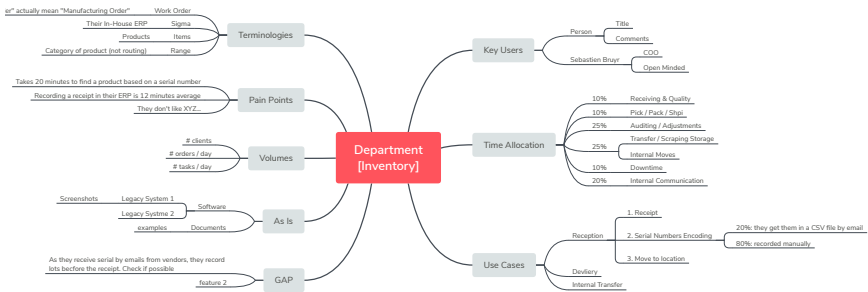 Department
[Inventory]
Terminologies
er" actually mean "Manufacturing Order"
Work Order
Their In-House ERP
Sigma
Products
Items
Category of product (not routing)
Range
Pain Points
Takes 20 minutes to find a product based on a serial number
Recording a receipt in their ERP is 12 minutes average
They don't like XYZ...
Volumes
# clients
# orders / day
# tasks / day
As Is
Software
Screenshots
Legacy System 1
Legacy Systme 2
examples
Documents
GAP
As they receive serial by emails from vendors, they record
lots becfore the receipt. Check if possible
feature 2
Key Users
Person
Title
Comments
Sebastien Bruyr
COO
Open Minded
Time Allocation
10%
Receiving & Quality
10%
Pick / Pack / Shpi
25%
Auditing / Adjustments
25%
Transfer / Scraping Storage
Internal Moves
10%
Downtime
20%
Internal Communication
Use Cases
Reception
1. Receipt
2. Serial Numbers Encoding
20%: they get them in a CSV file by email
80%: recorded manually
3. Move to location
Devliery
Internal Transfer